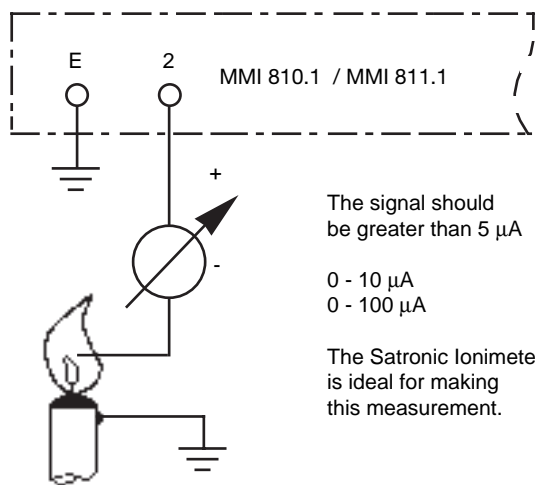 E 2 MMI 810.1 / MMI 811.1
+
-
The signal should
be greater than 5 µA
0 - 10 µA
0 - 100 µA
The Satronic Ionimete
is ideal for making
this measurement.